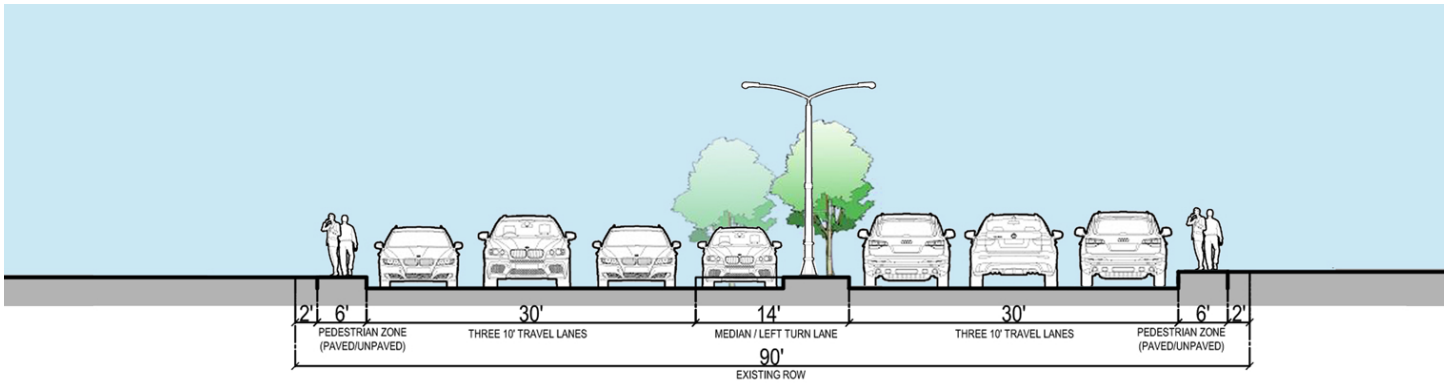 2' 6' 30' 14' 30' 6' 2'
PEDESTRIAN ZONE
(PAVED/UNPAVED)
THREE 10' TRAVEL LANES
MEDIAN / LEFT TURN LANE
THREE 10' TRAVEL LANES
PEDESTRIAN ZONE
(PAVED/UNPAVED)
90'
EXISTING ROW